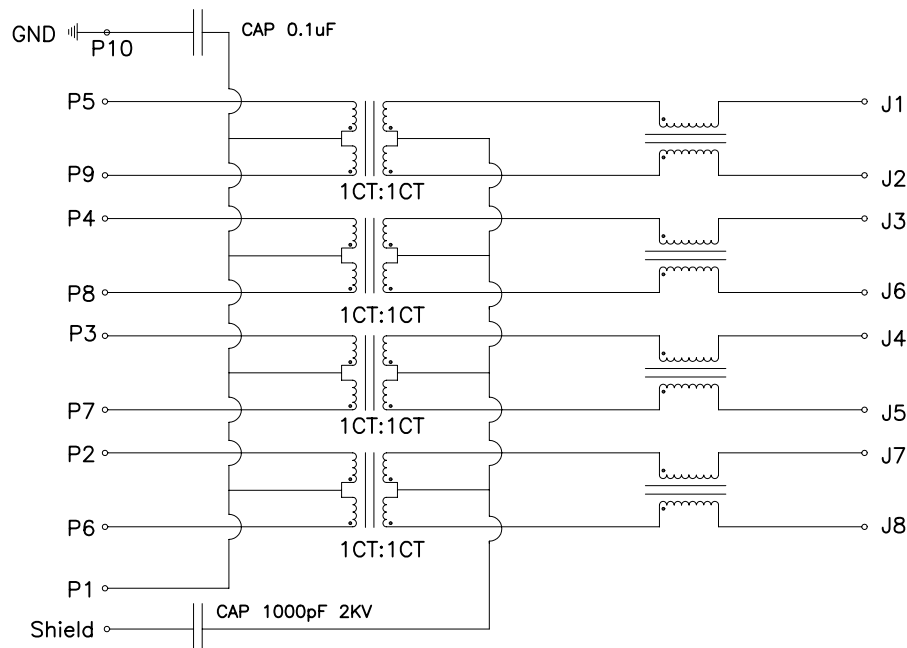 GND
P10
CAP 0.1uF
P5
J1
P9
J2
1CT:1CT
P4
J3
P8
J6
1CT:1CT
P3
J4
P7
J5
1CT:1CT
P2
J7
P6
J8
1CT:1CT
P1
CAP 1000pF 2KV
Shield